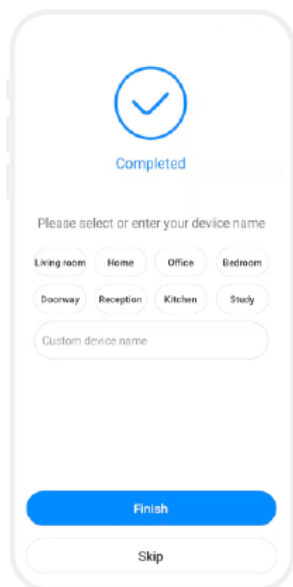 Completed
Please select or enter your device name
Living room Home Office Bedroom
Doorway Reception Kitchen Study
Custom device name
Finish
Skip